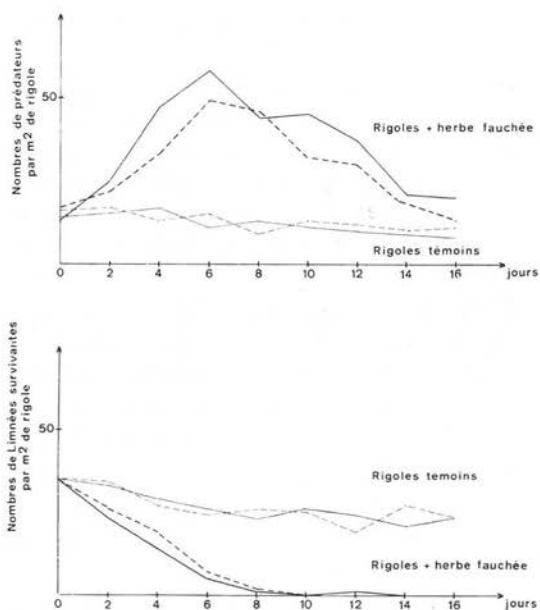 Nombres de prédateurs
par m2 de rigole
50
Rigoles + herbe fauchée
Rigoles témoins
0 2 4 6 8 10 12 14 16 jours
Nombres de Limnées survivantes
par m2 de rigole
50
Rigoles temoins
Rigoles + herbe fauchée
0 2 4 6 8 10 12 14 16 jours